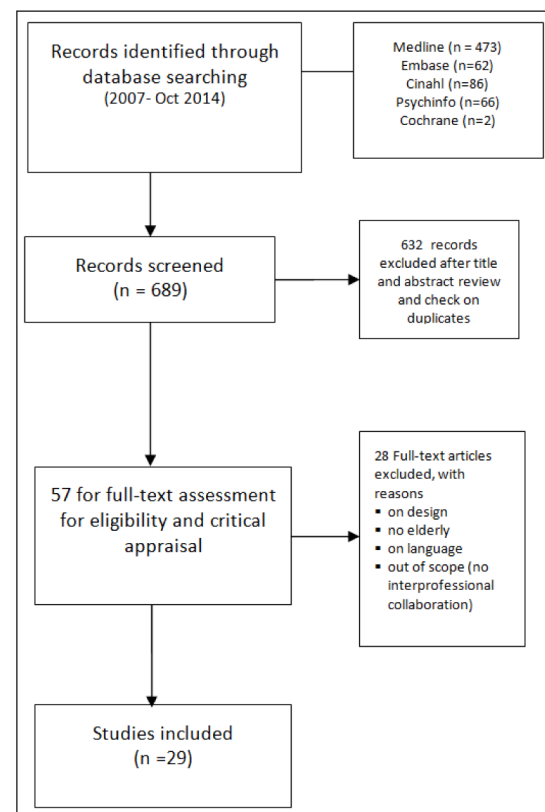 Records identified through
database searching
(2007- Oct 2014)
Medline (n = 473)
Embase (n=62)
Cinahl (n=86)
Psychinfo (n=66)
Cochrane (n=2)
Records screened
(n = 689)
632 records
excluded after title
and abstract review
and check on
duplicates
57 for full-text assessment
for eligibility and critical
appraisal
28 Full-text articles
excluded, with
reasons
▪ on design
▪ no elderly
▪ on language
▪ out of scope (no
interprofessional
collaboration)
Studies included
(n =29)